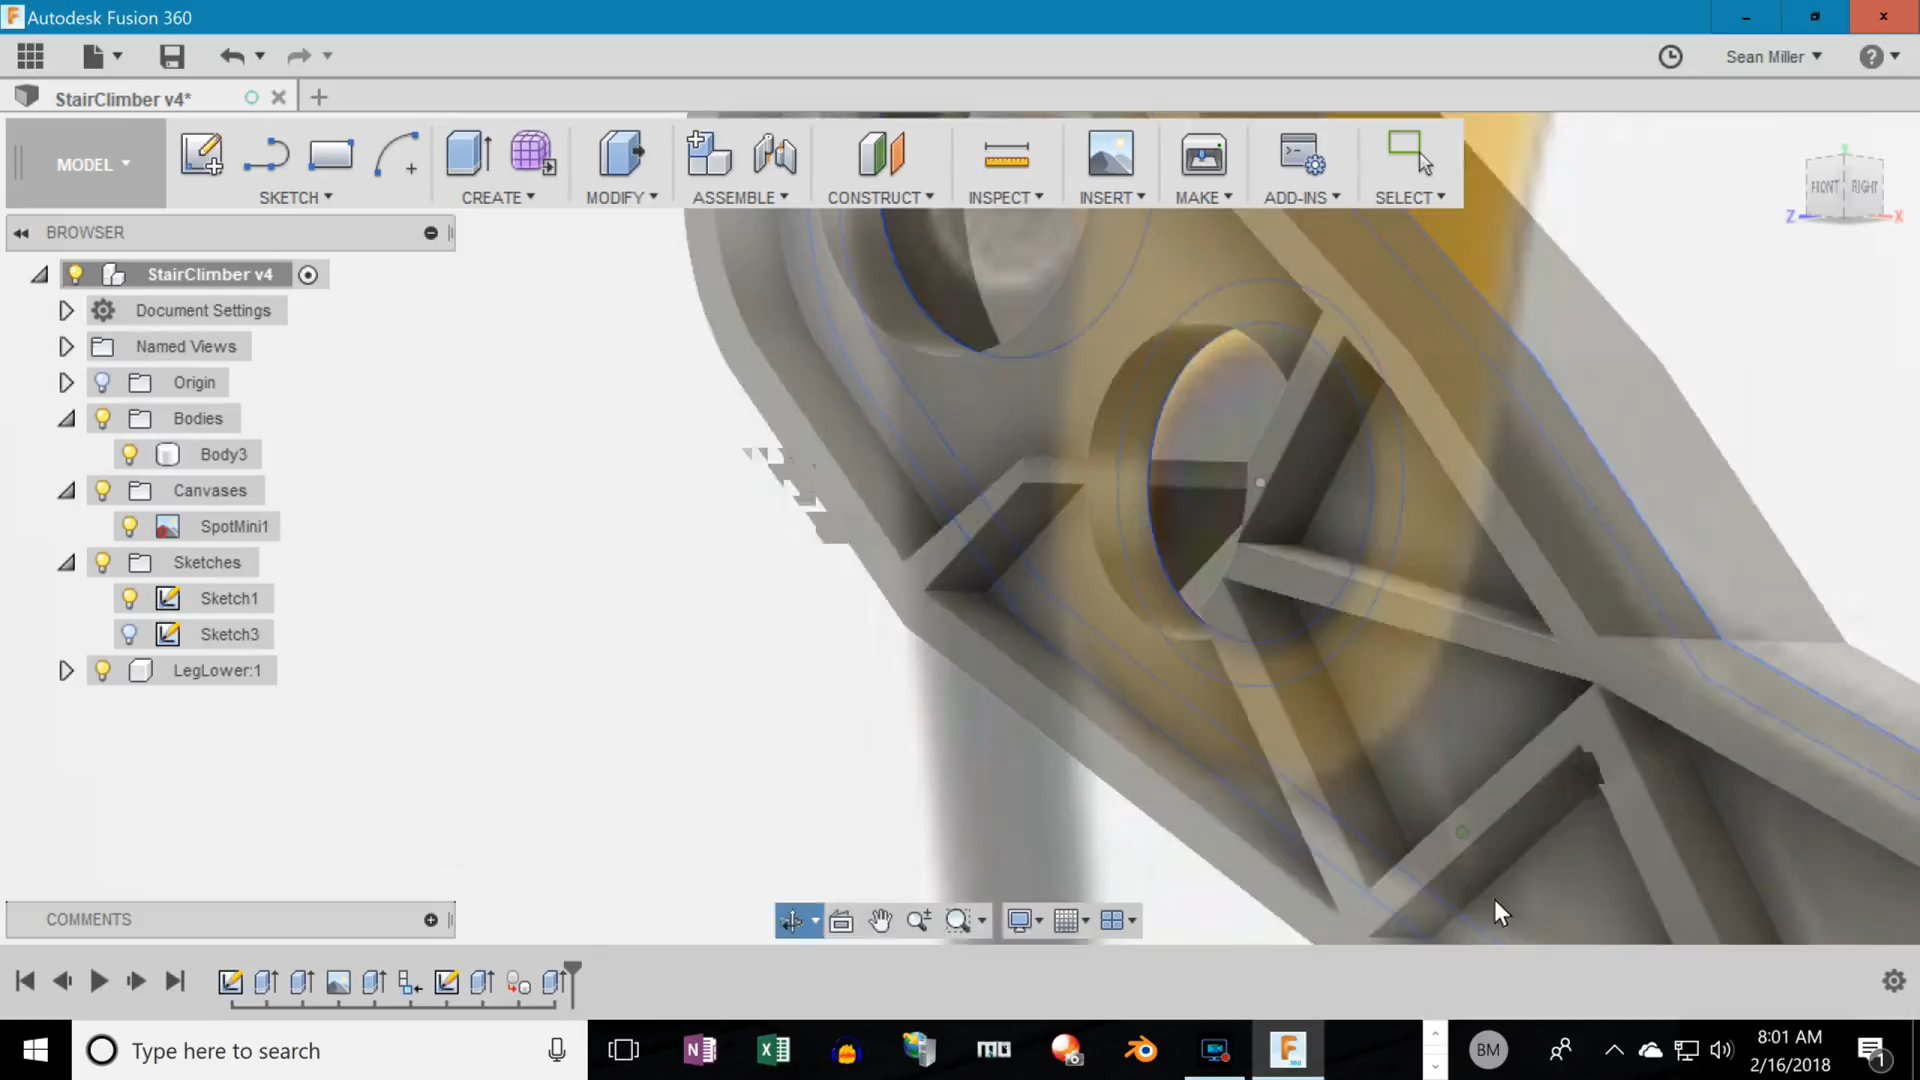 Autodesk Fusion 360
Sean Miller
StairClimber v4*
MODEL
SKETCH
CREATE
MODIFY
ASSEMBLE
CONSTRUCT
INSPECT
INSERT
MAKE
ADD-INS
SELECT
FRONT
RIGHT
Z
X
BROWSER
StairClimber v4
Document Settings
Named Views
Origin
Bodies
Body3
Canvases
SpotMini1
Sketches
Sketch1
Sketch3
LegLower:1
COMMENTS
Type here to search
BM
8:01 AM
2/16/2018
1